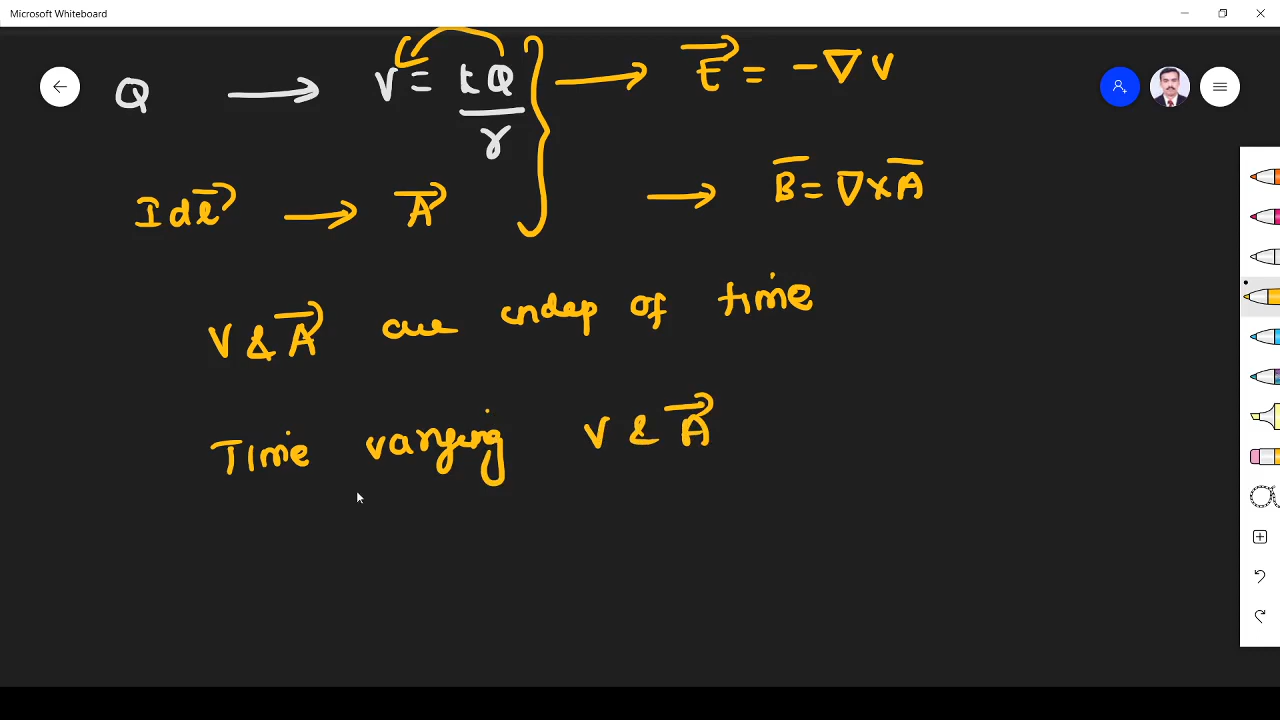 Microsoft Whiteboard
Q → V = kQ/r } → E⃗ = -∇V
Idl⃗ → A⃗ → B̅ = ∇×A̅
V & A⃗ are indep of time
Time varying V & A⃗